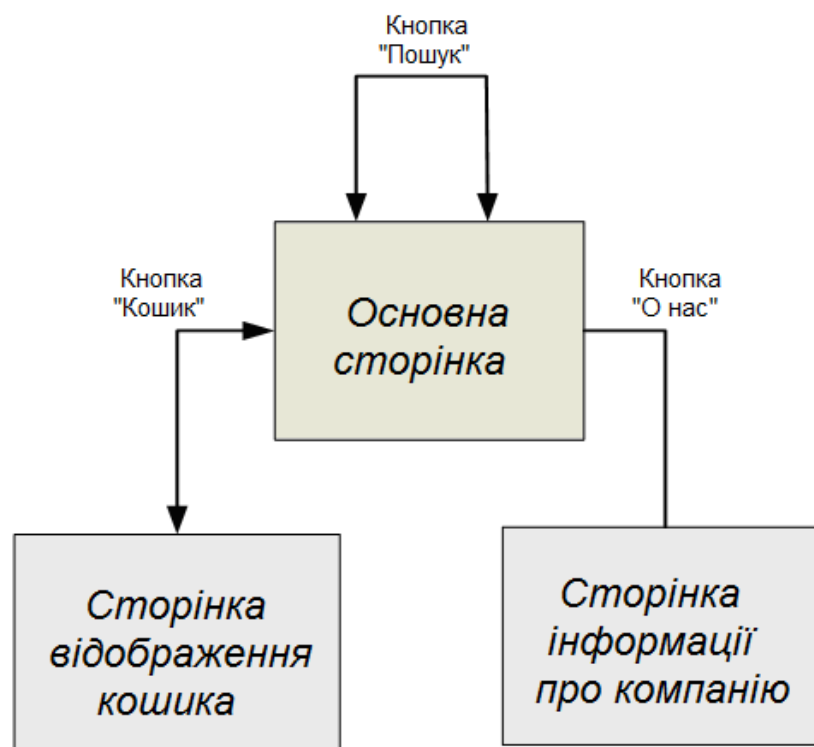 Кнопка
"Пошук"
Кнопка
"Кошик"
Основна
сторінка
Кнопка
"О нас"
Сторінка
відображення
кошика
Сторінка
інформації
про компанію